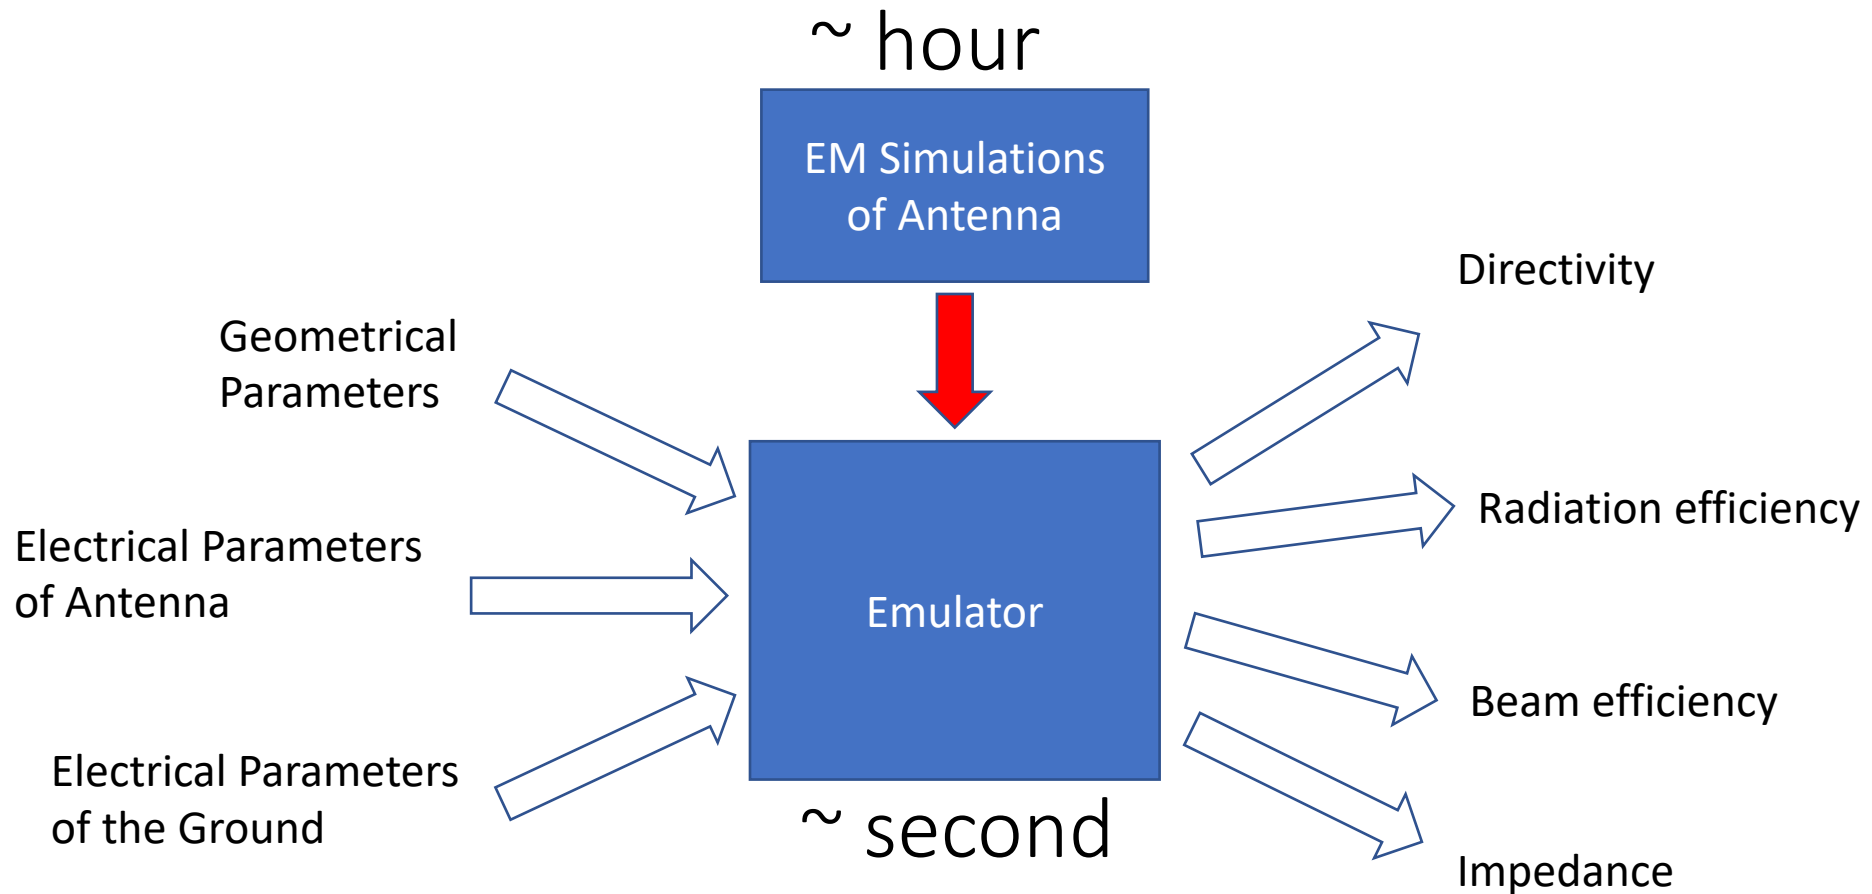 ~ hour
EM Simulations
of Antenna
Geometrical
Parameters
Electrical Parameters
of Antenna
Electrical Parameters
of the Ground
Emulator
~ second
Directivity
Radiation efficiency
Beam efficiency
Impedance